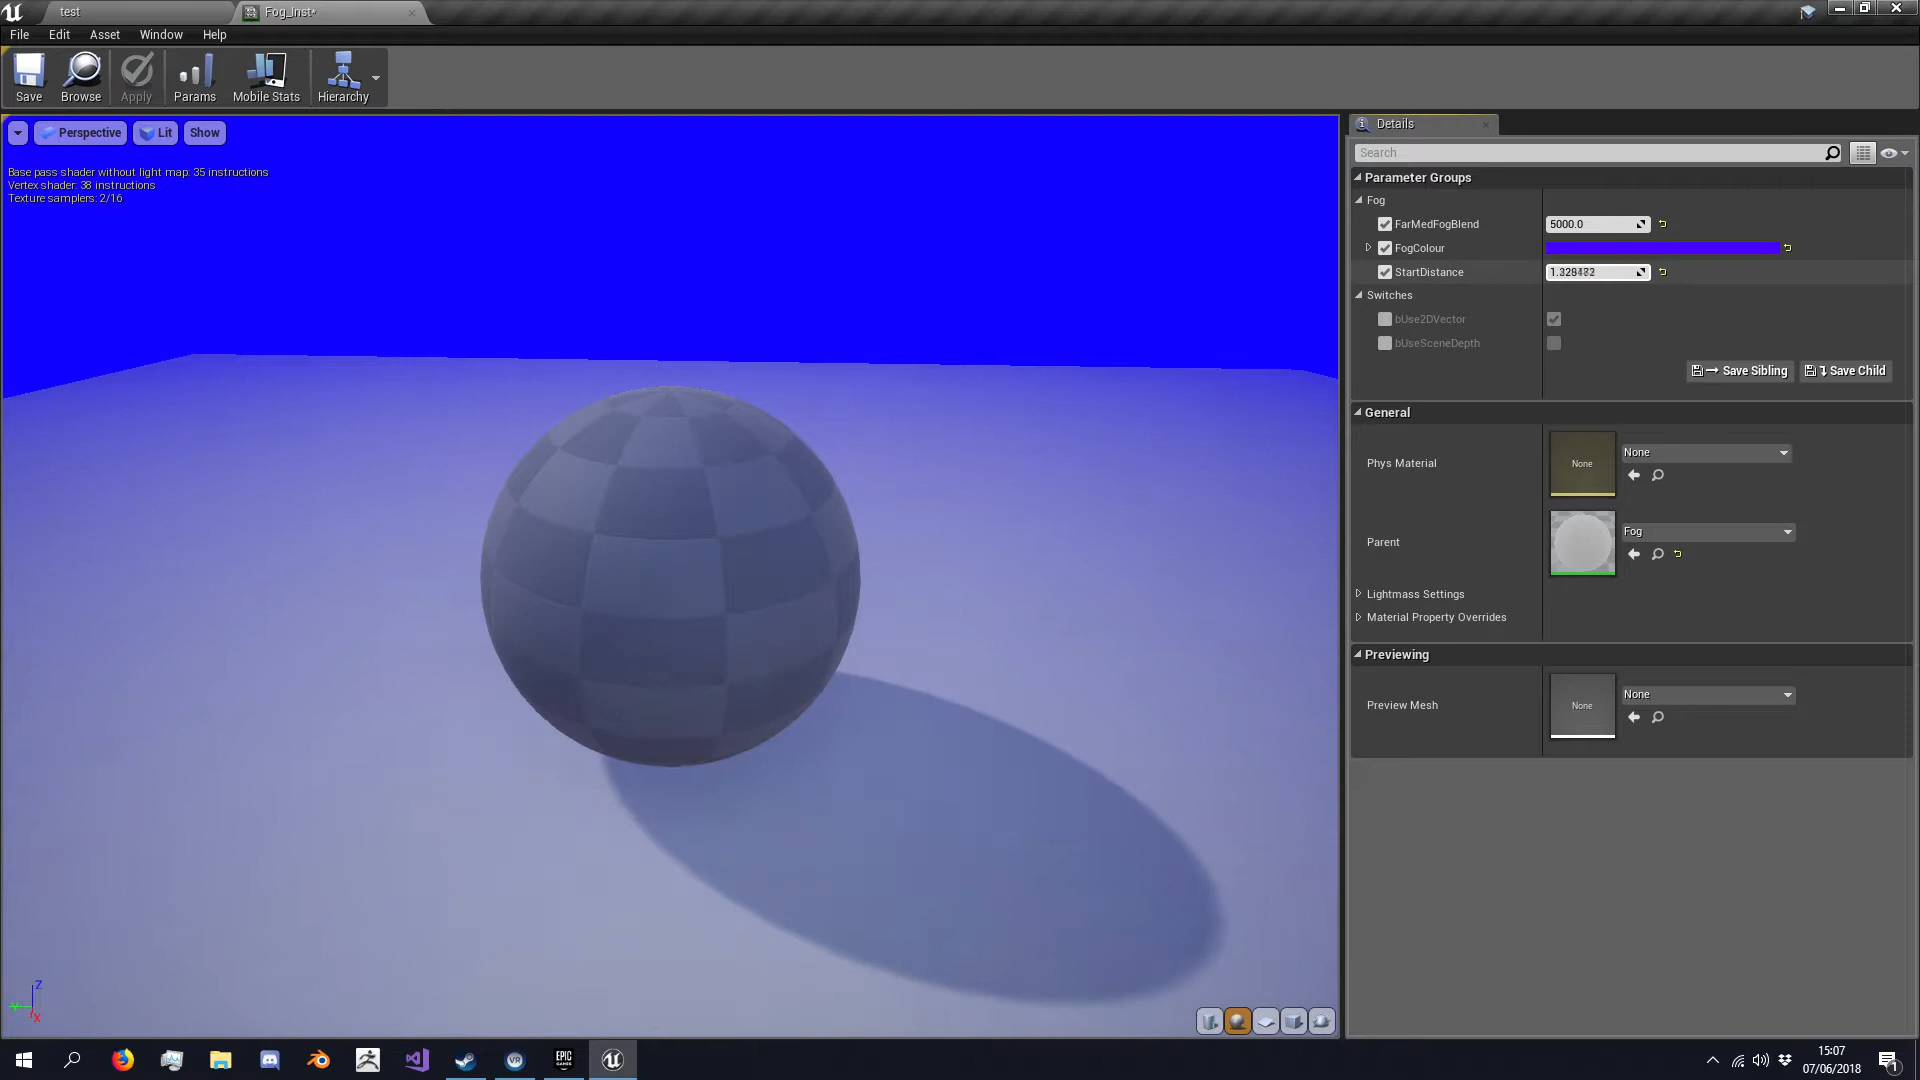 test
Fog_Inst*
File Edit Asset Window Help
Save Browse Apply Params Mobile Stats Hierarchy
Perspective Lit Show
Base pass shader without light map: 35 instructions
Vertex shader: 38 instructions
Texture samplers: 2/16
Z
X
Details
Search
Parameter Groups
Fog
FarMedFogBlend 5000.0
FogColour
StartDistance
Switches
bUse2DVector
bUseSceneDepth
Save Sibling Save Child
General
Phys Material None None
Parent Fog
Lightmass Settings
Material Property Overrides
Previewing
Preview Mesh None None
EPIC
GAMES
VR
15:07
07/06/2018
1